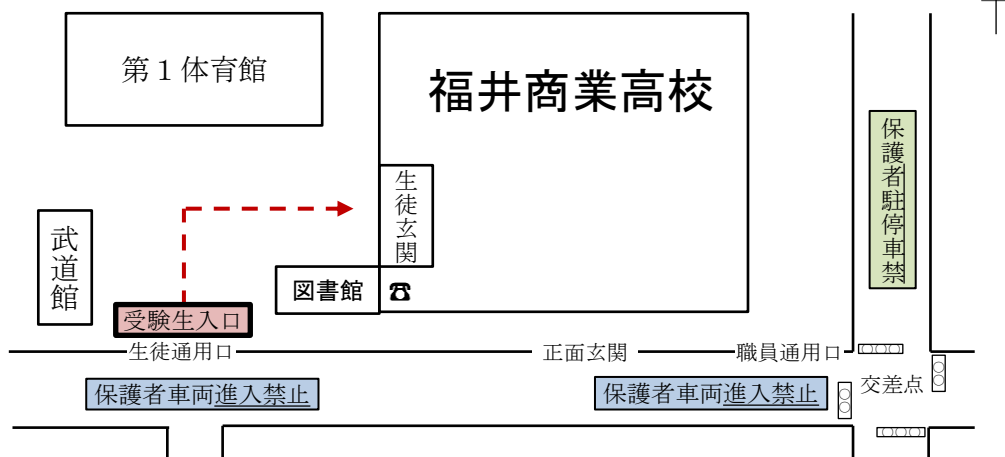 第１体育館
福井商業高校
保護者駐停車禁
生徒玄関
武道館
図書館 ☎
受験生入口
生徒通用口
正面玄関
職員通用口
保護者車両進入禁止
保護者車両進入禁止
交差点